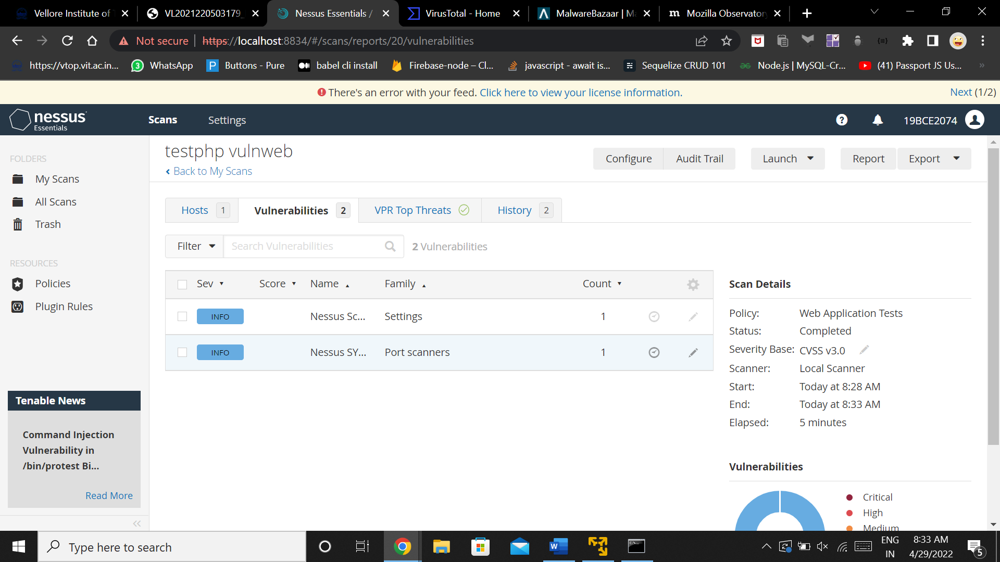 Vellore Institute of
VL2021220503179_
Nessus Essentials /
VirusTotal - Home
MalwareBazaar | M
Mozilla Observatory
Not secure
https://localhost:8834/#/scans/reports/20/vulnerabilities
https://vtop.vit.ac.in...
3
WhatsApp
P
Buttons - Pure
babel cli install
Firebase-node – Cl...
javascript - await is...
Sequelize CRUD 101
Node.js | MySQL-Cr...
(41) Passport JS Us...
»
There's an error with your feed. Click here to view your license information.
Next (1/2)
nessus
Essentials
Scans
Settings
19BCE2074
FOLDERS
My Scans
All Scans
Trash
RESOURCES
Policies
Plugin Rules
Tenable News
Command Injection
Vulnerability in
/bin/protest Bi...
Read More
testphp vulnweb
Back to My Scans
Configure
Audit Trail
Launch
Report
Export
Hosts 1
Vulnerabilities 2
VPR Top Threats
History 2
Filter
Search Vulnerabilities
2 Vulnerabilities
Sev Score Name Family Count
INFO Nessus Sc... Settings 1
INFO Nessus SY... Port scanners 1
Scan Details
Policy: Web Application Tests
Status: Completed
Severity Base: CVSS v3.0
Scanner: Local Scanner
Start: Today at 8:28 AM
End: Today at 8:33 AM
Elapsed: 5 minutes
Vulnerabilities
Critical
High
Medium
Type here to search
ENG
IN
8:33 AM
4/29/2022
5